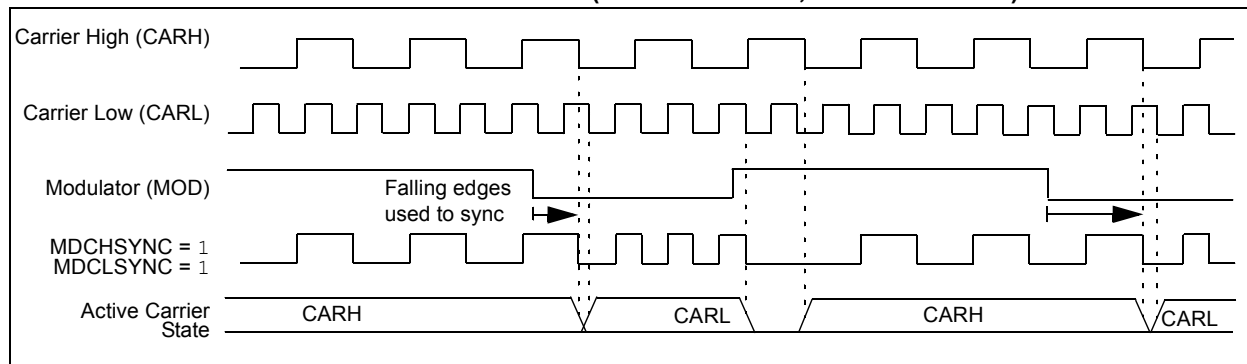 Carrier High (CARH)
Carrier Low (CARL)
Modulator (MOD)
Falling edges
used to sync
MDCHSYNC = 1
MDCLSYNC = 1
Active Carrier
State
CARH
CARL
CARH
CARL